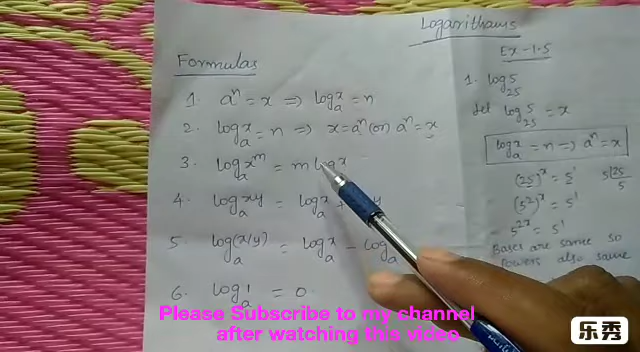 Logarithams
Ex-1.5
Formulas
1. aⁿ = x ⇒ logₐx = n
2. logₐx = n ⇒ x = aⁿ (or) aⁿ = x
3. logₐxᵐ = m logₐx
4. logₐxy = logₐx + y
5. logₐ(x/y) = logₐx - logₐ
6. logₐ1 = 0
1. log₂₅5
let log₂₅5 = x
logₐx = n ⇒ aⁿ = x
(25)ˣ = 5¹
5|25/5
(5²)ˣ = 5¹
5²ˣ = 5¹
Bases are same so
Powers also same
Please Subscribe to my channel
after watching this video
乐秀